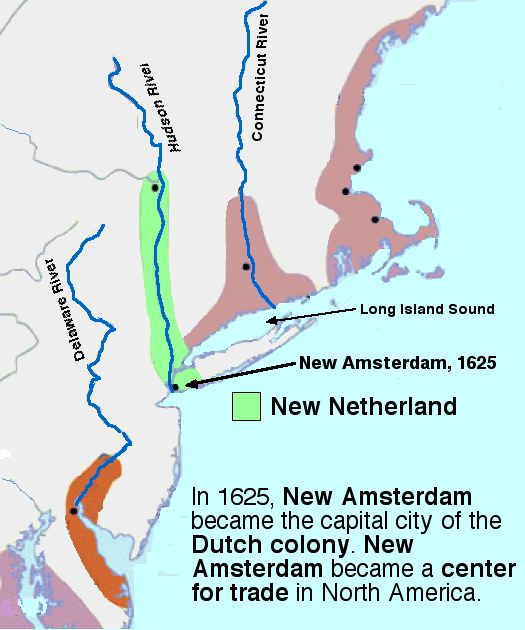 Connecticut River
Hudson River
Delaware River
Long Island Sound
New Amsterdam, 1625
New Netherland
In 1625, New Amsterdam
became the capital city of the
Dutch colony. New
Amsterdam became a center
for trade in North America.